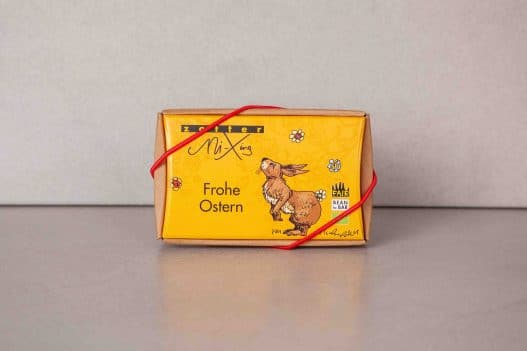 zotter
Mi-Xing
Frohe
Ostern
FAIR
BEAN
to BAR